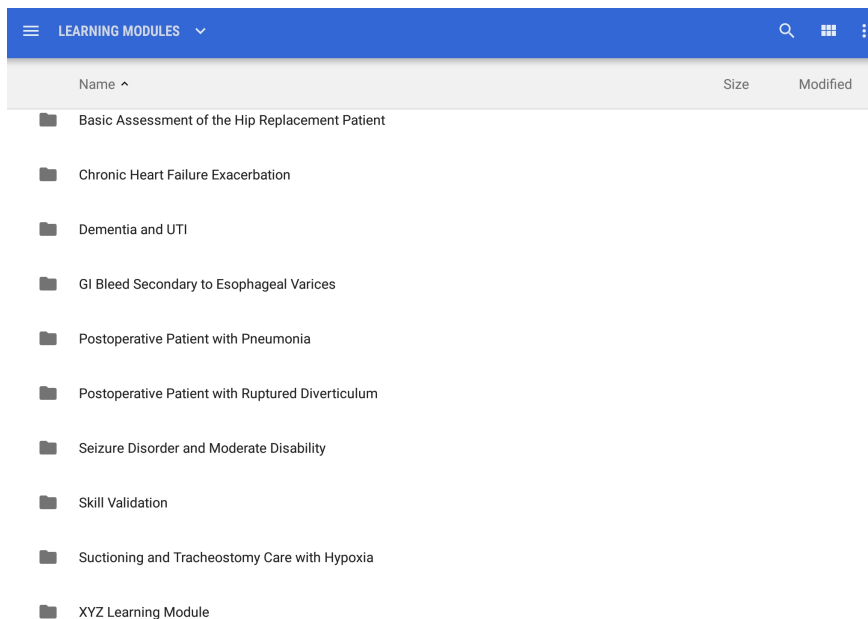 LEARNING MODULES
Name Size Modified
Basic Assessment of the Hip Replacement Patient
Chronic Heart Failure Exacerbation
Dementia and UTI
GI Bleed Secondary to Esophageal Varices
Postoperative Patient with Pneumonia
Postoperative Patient with Ruptured Diverticulum
Seizure Disorder and Moderate Disability
Skill Validation
Suctioning and Tracheostomy Care with Hypoxia
XYZ Learning Module